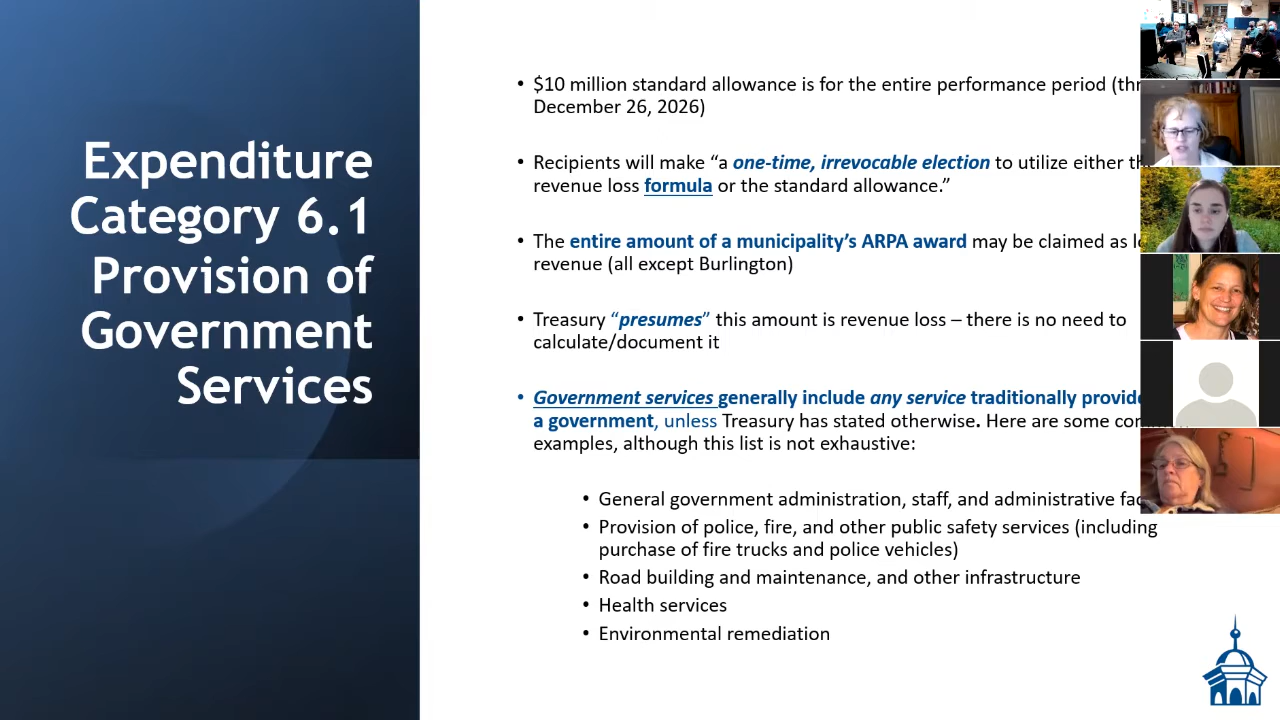 Expenditure
Category 6.1
Provision of
Government
Services
• $10 million standard allowance is for the entire performance period
December 26, 2026)
• Recipients will make “a one-time, irrevocable election to utilize either
revenue loss formula or the standard allowance.”
• The entire amount of a municipality’s ARPA award may be claimed as
revenue (all except Burlington)
• Treasury “presumes” this amount is revenue loss – there is no need to
calculate/document it
• Government services generally include any service traditionally
a government, unless Treasury has stated otherwise. Here are some
examples, although this list is not exhaustive:
• General government administration, staff, and administrative
• Provision of police, fire, and other public safety services (including
purchase of fire trucks and police vehicles)
• Road building and maintenance, and other infrastructure
• Health services
• Environmental remediation